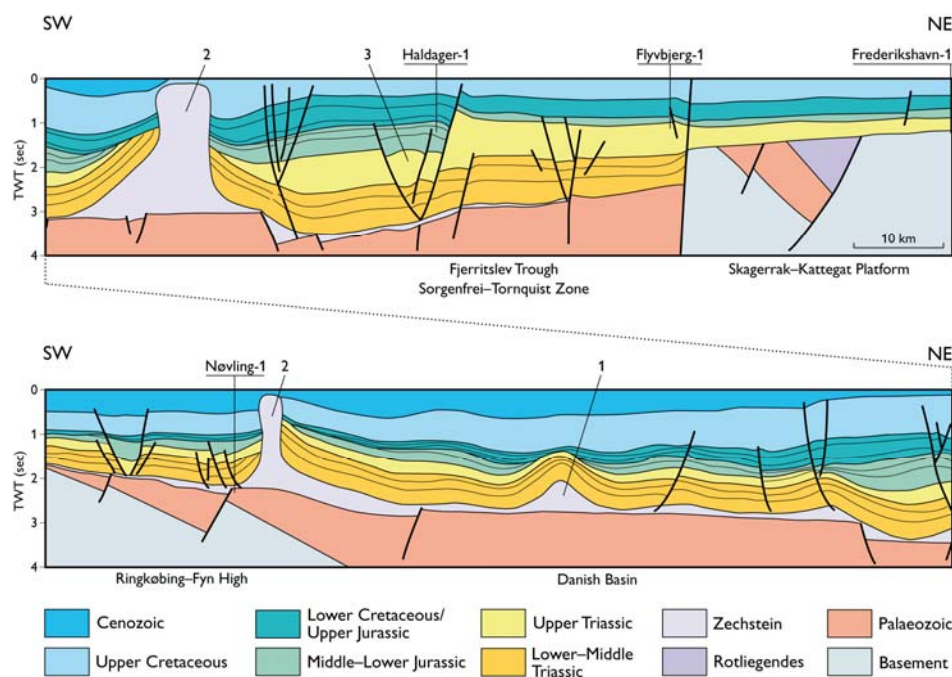 SW NE
2 3 Haldager-1 Flyvbjerg-1 Frederikshavn-1
0
1
2
3
4
TWT (sec)
10 km
Fjerritslev Trough Skagerrak–Kattegat Platform
Sorgenfrei–Tornquist Zone
SW NE
Nøvling-1 2 1
0
1
2
3
4
TWT (sec)
Ringkøbing–Fyn High Danish Basin
Cenozoic Lower Cretaceous/ Upper Triassic Zechstein Palaeozoic
Upper Jurassic
Upper Cretaceous Middle–Lower Jurassic Lower–Middle Rotliegendes Basement
Triassic